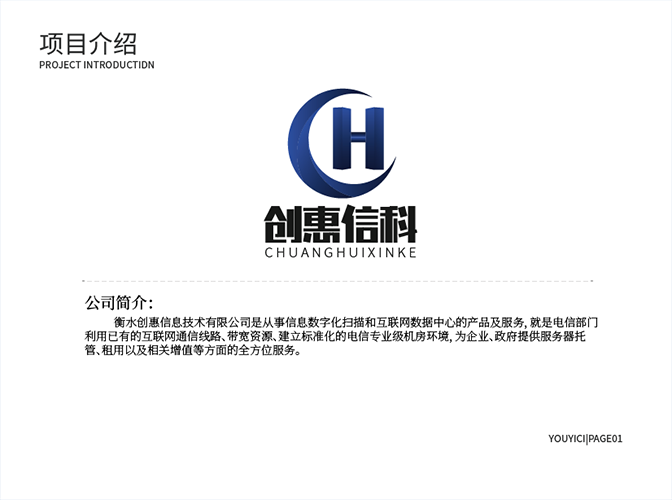 项目介绍
PROJECT INTRODUCTION
H
创惠信科
CHUANGHUIXINKE
公司简介：
衡水创惠信息技术有限公司是从事信息数字化扫描和互联网数据中心的产品及服务, 就是电信部门
利用已有的互联网通信线路、带宽资源、建立标准化的电信专业级机房环境, 为企业、政府提供服务器托
管、租用以及相关增值等方面的全方位服务。
YOUYICI|PAGE01